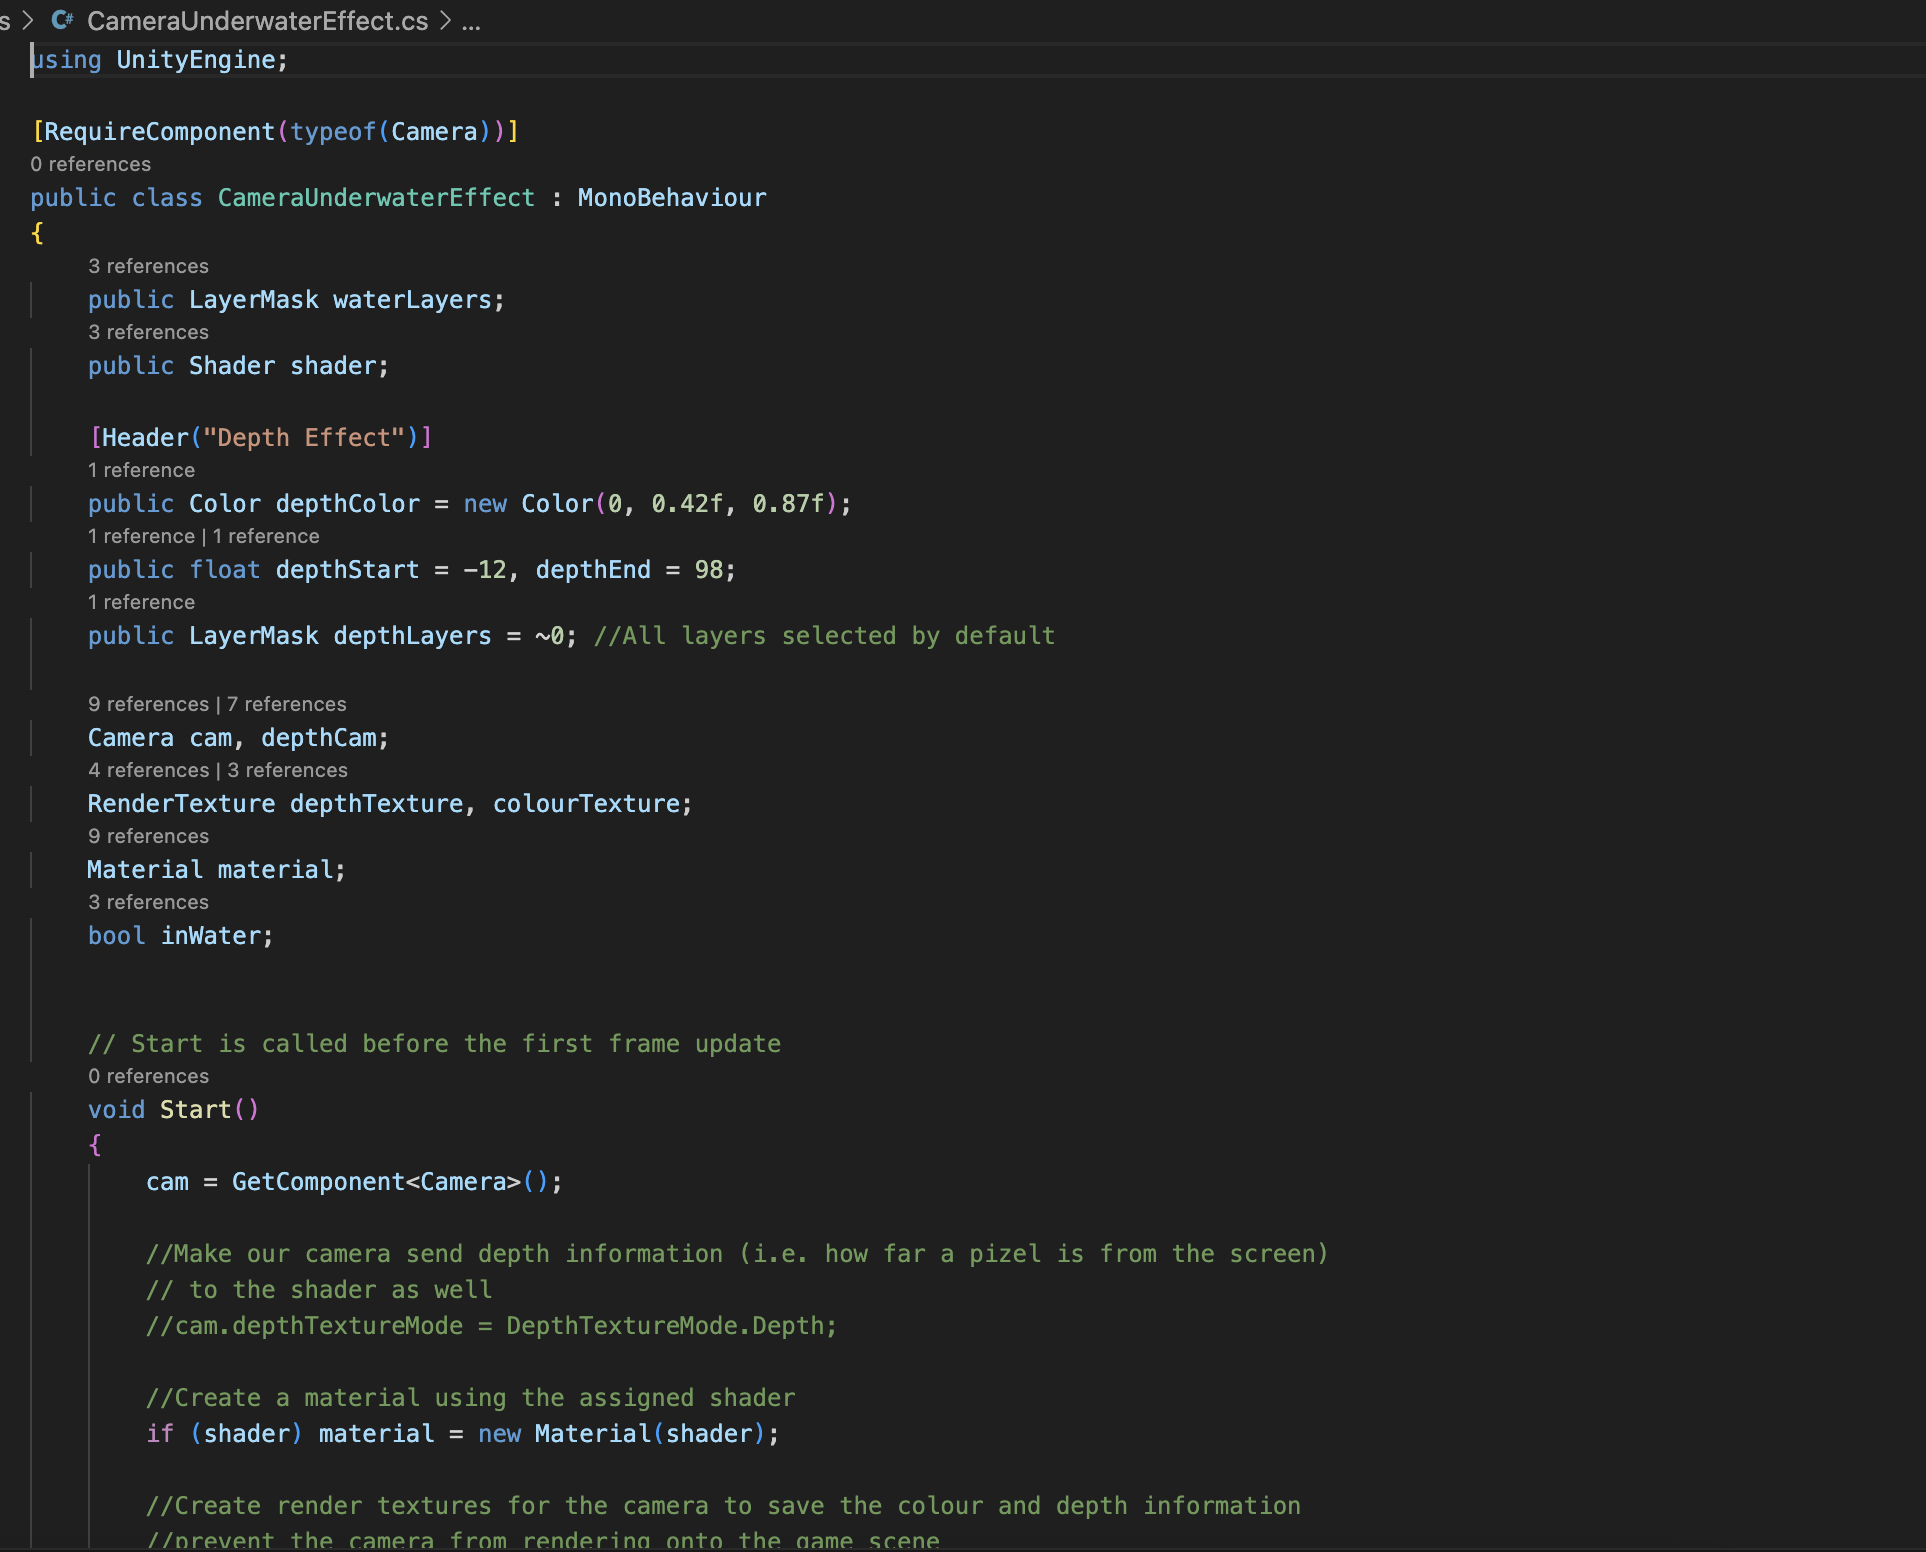 s > CameraUnderwaterEffect.cs > ...
using UnityEngine;
[RequireComponent(typeof(Camera))]
0 references
public class CameraUnderwaterEffect : MonoBehaviour
{
3 references
public LayerMask waterLayers;
3 references
public Shader shader;
[Header("Depth Effect")]
1 reference
public Color depthColor = new Color(0, 0.42f, 0.87f);
1 reference | 1 reference
public float depthStart = -12, depthEnd = 98;
1 reference
public LayerMask depthLayers = ~0; //All layers selected by default
9 references | 7 references
Camera cam, depthCam;
4 references | 3 references
RenderTexture depthTexture, colourTexture;
9 references
Material material;
3 references
bool inWater;
// Start is called before the first frame update
0 references
void Start()
{
cam = GetComponent<Camera>();
//Make our camera send depth information (i.e. how far a pizel is from the screen)
// to the shader as well
//cam.depthTextureMode = DepthTextureMode.Depth;
//Create a material using the assigned shader
if (shader) material = new Material(shader);
//Create render textures for the camera to save the colour and depth information
//prevent the camera from rendering onto the game scene